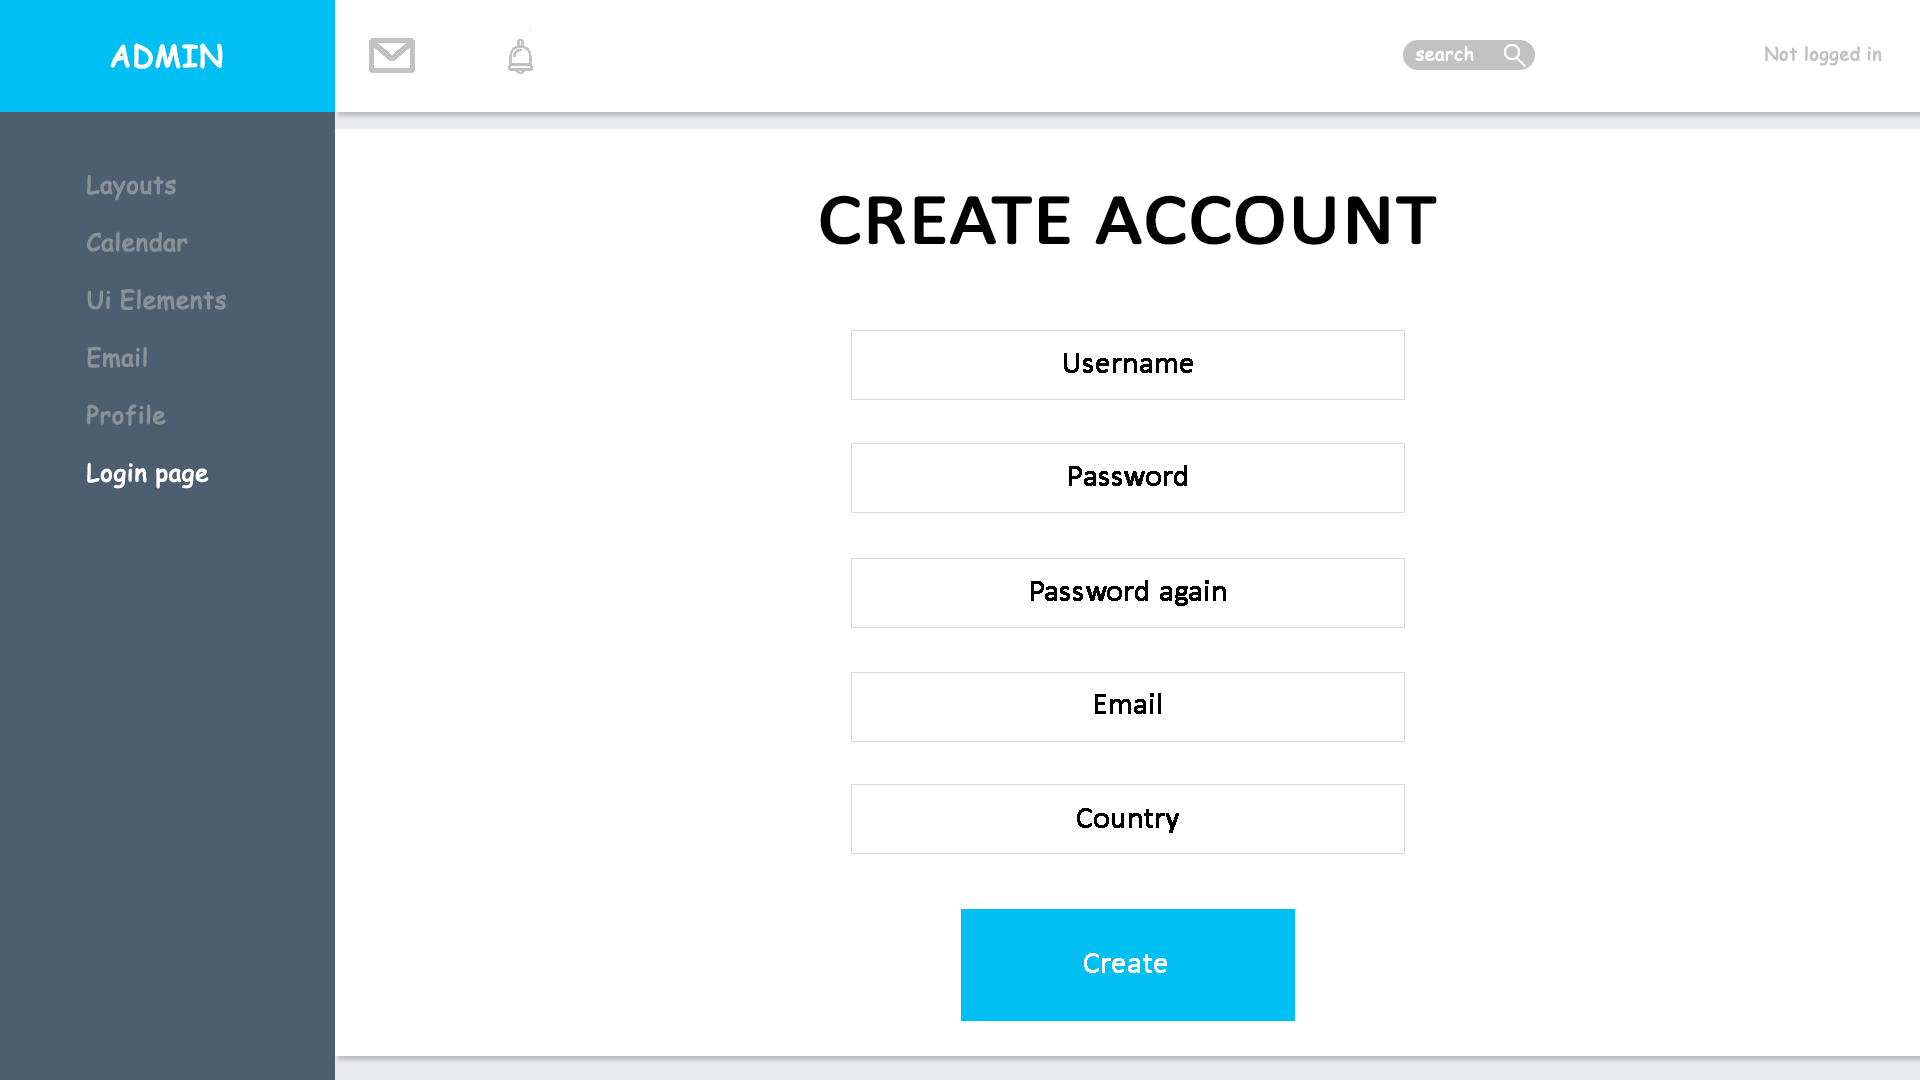 ADMIN
search
Not logged in
Layouts
Calendar
Ui Elements
Email
Profile
Login page
CREATE ACCOUNT
Username
Password
Password again
Email
Country
Create